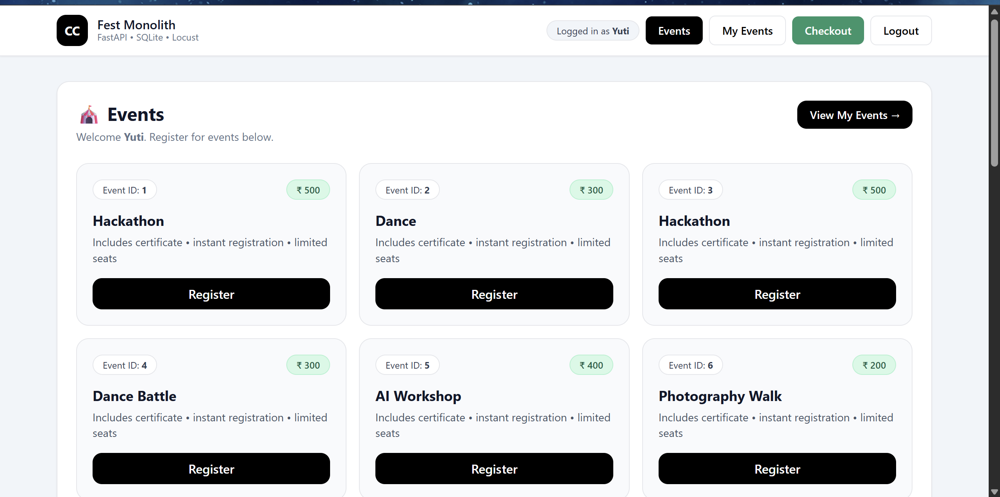 CC
Fest Monolith
FastAPI • SQLite • Locust
Logged in as Yuti
Events
My Events
Checkout
Logout
Events
View My Events →
Welcome Yuti. Register for events below.
Event ID: 1
₹ 500
Hackathon
Includes certificate • instant registration • limited
seats
Register
Event ID: 2
₹ 300
Dance
Includes certificate • instant registration • limited
seats
Register
Event ID: 3
₹ 500
Hackathon
Includes certificate • instant registration • limited
seats
Register
Event ID: 4
₹ 300
Dance Battle
Includes certificate • instant registration • limited
seats
Register
Event ID: 5
₹ 400
AI Workshop
Includes certificate • instant registration • limited
seats
Register
Event ID: 6
₹ 200
Photography Walk
Includes certificate • instant registration • limited
seats
Register